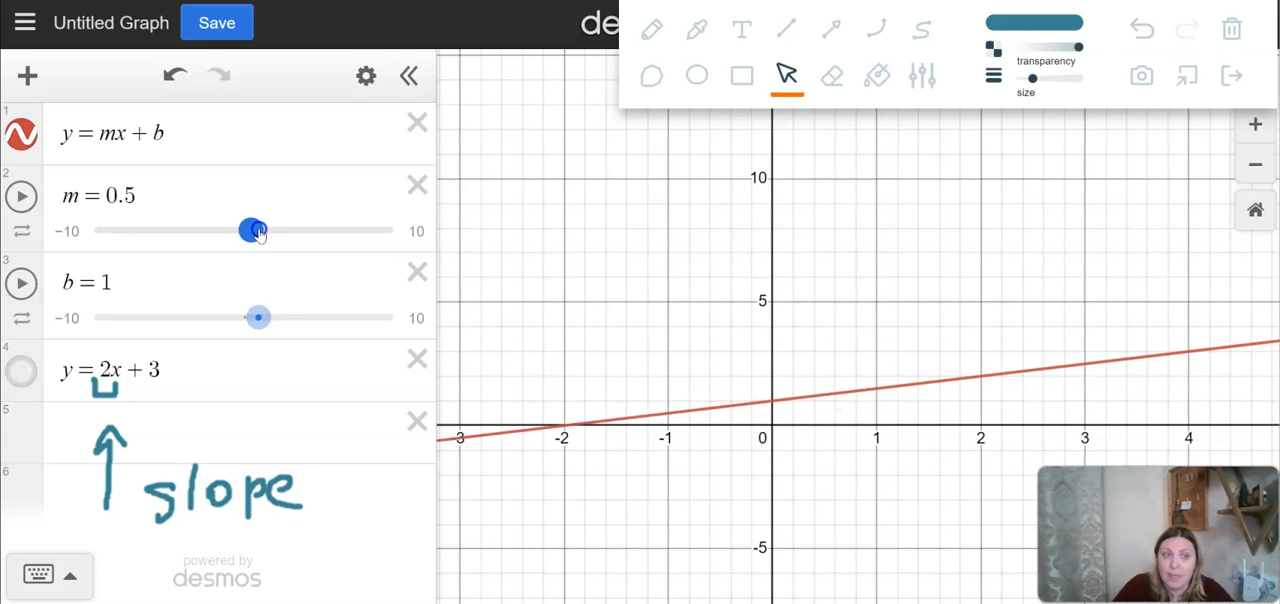 Untitled Graph Save des
transparency
size
1
y = mx + b
2
m = 0.5
-10 10
3
b = 1
-10 10
4
y = 2x + 3
5
6
slope
powered by
desmos
10
5
-5
-3 -2 -1 0 1 2 3 4